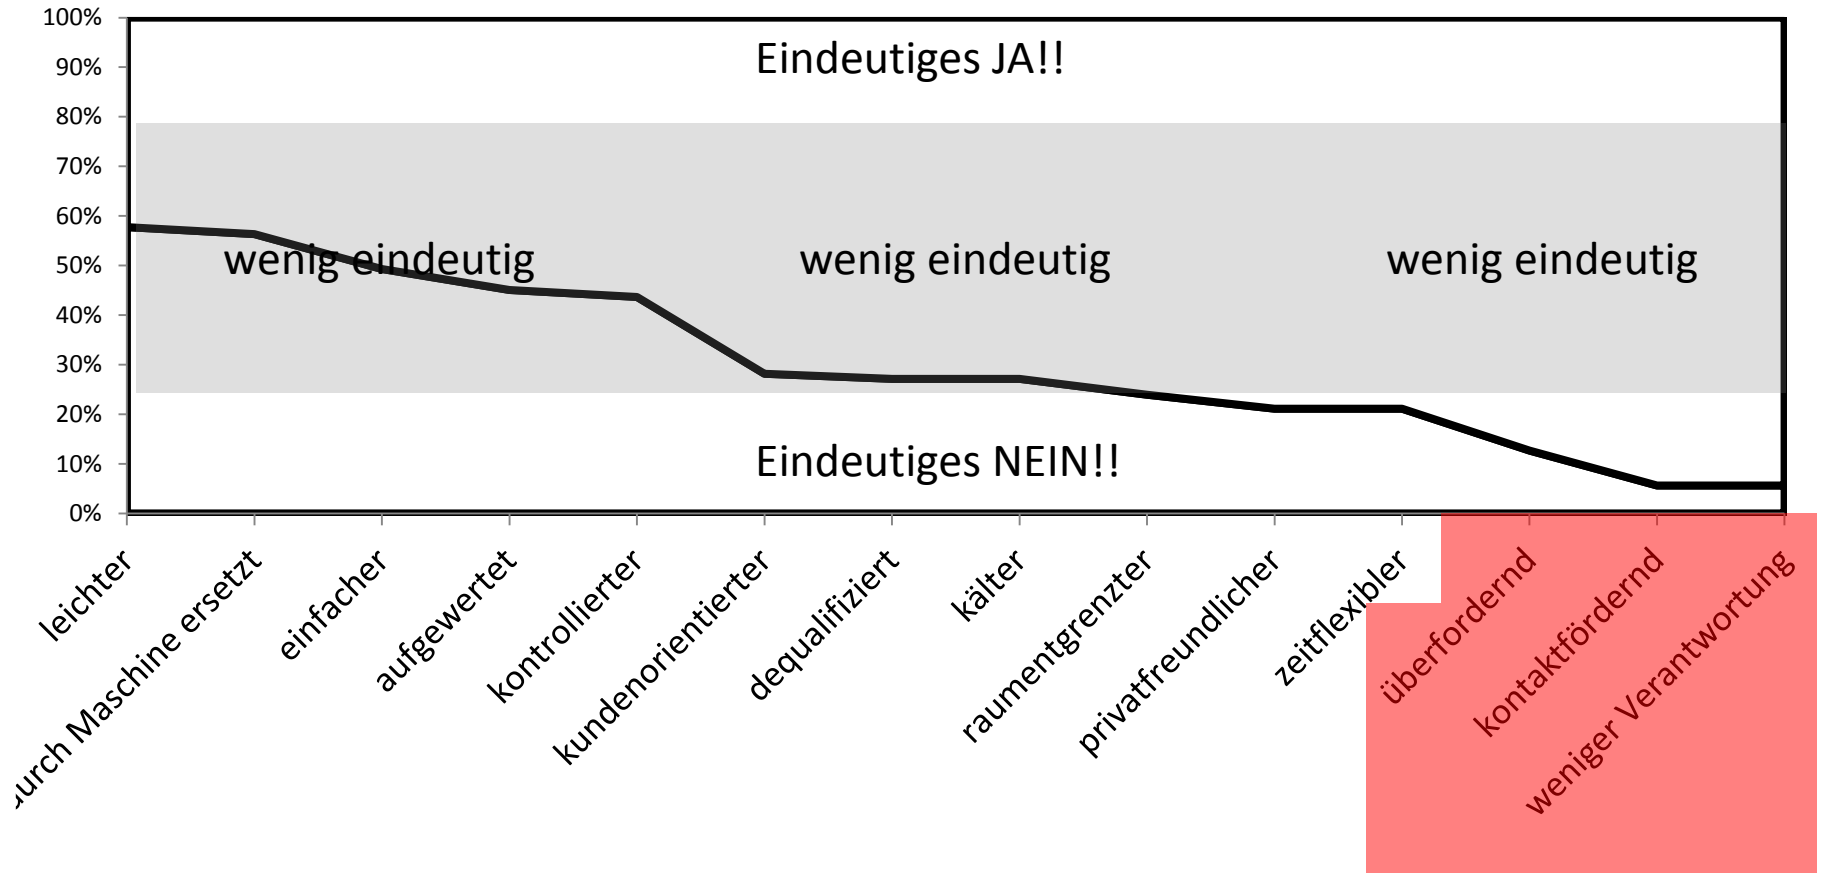 100%
90%
80%
70%
60%
50%
40%
30%
20%
10%
0%
Eindeutiges JA!!
wenig eindeutig wenig eindeutig wenig eindeutig
Eindeutiges NEIN!!
leichter
durch Maschine ersetzt
einfacher
aufgewertet
kontrollierter
kundenorientierter
dequalifiziert
kälter
raumentgrenzter
privatfreundlicher
zeitflexibler
überfordernd
kontaktfördernd
weniger Verantwortung